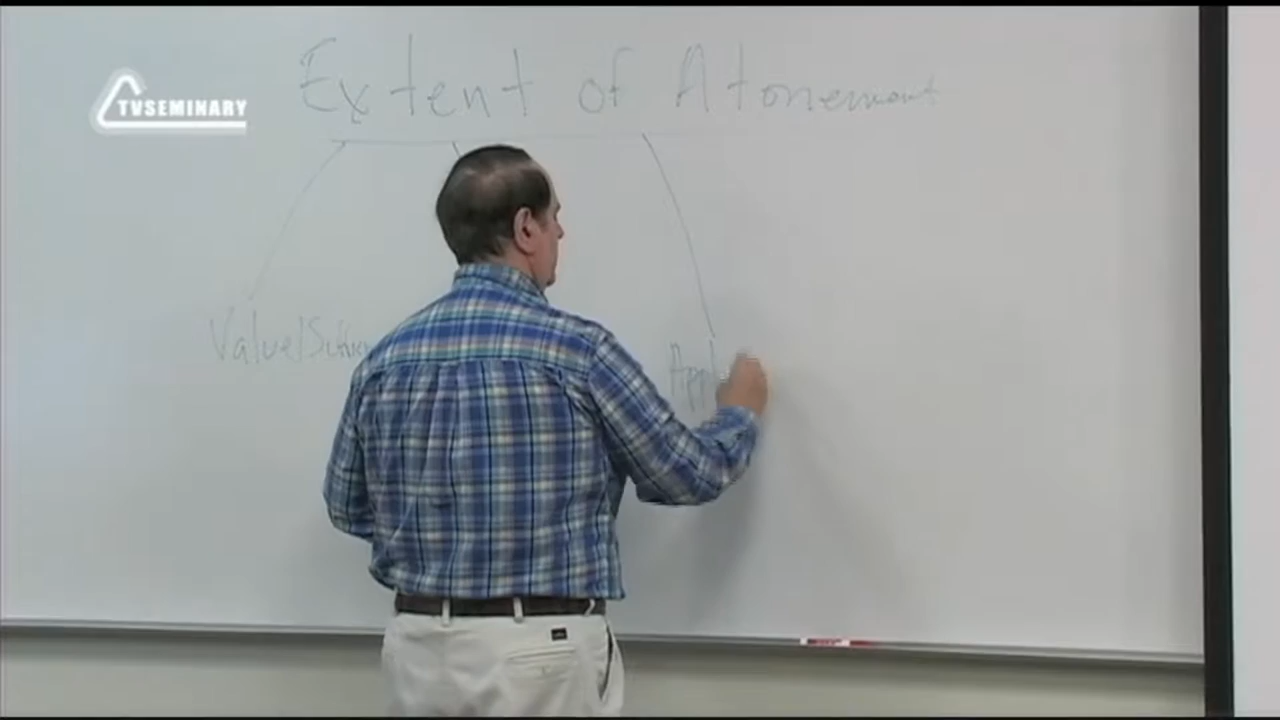 TVSEMINARY
Extent of Atonement
Value/Suffic
Appl